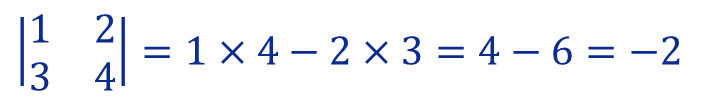 |1 2|
|3 4| = 1 × 4 − 2 × 3 = 4 − 6 = −2